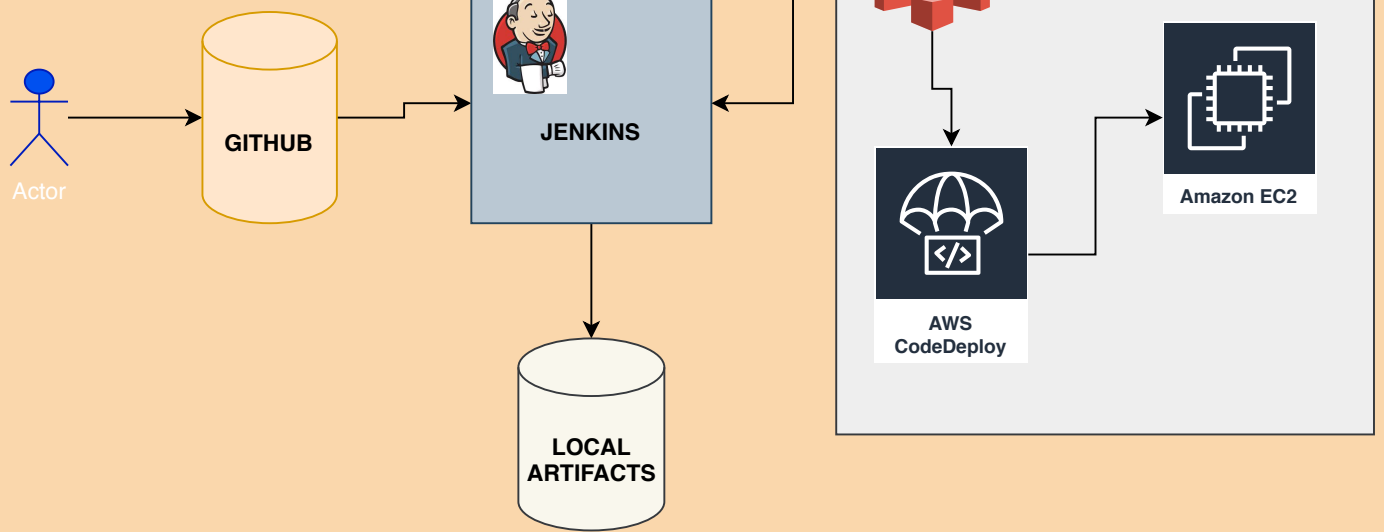 GITHUB
JENKINS
Actor
Amazon EC2
</>
AWS
CodeDeploy
LOCAL
ARTIFACTS